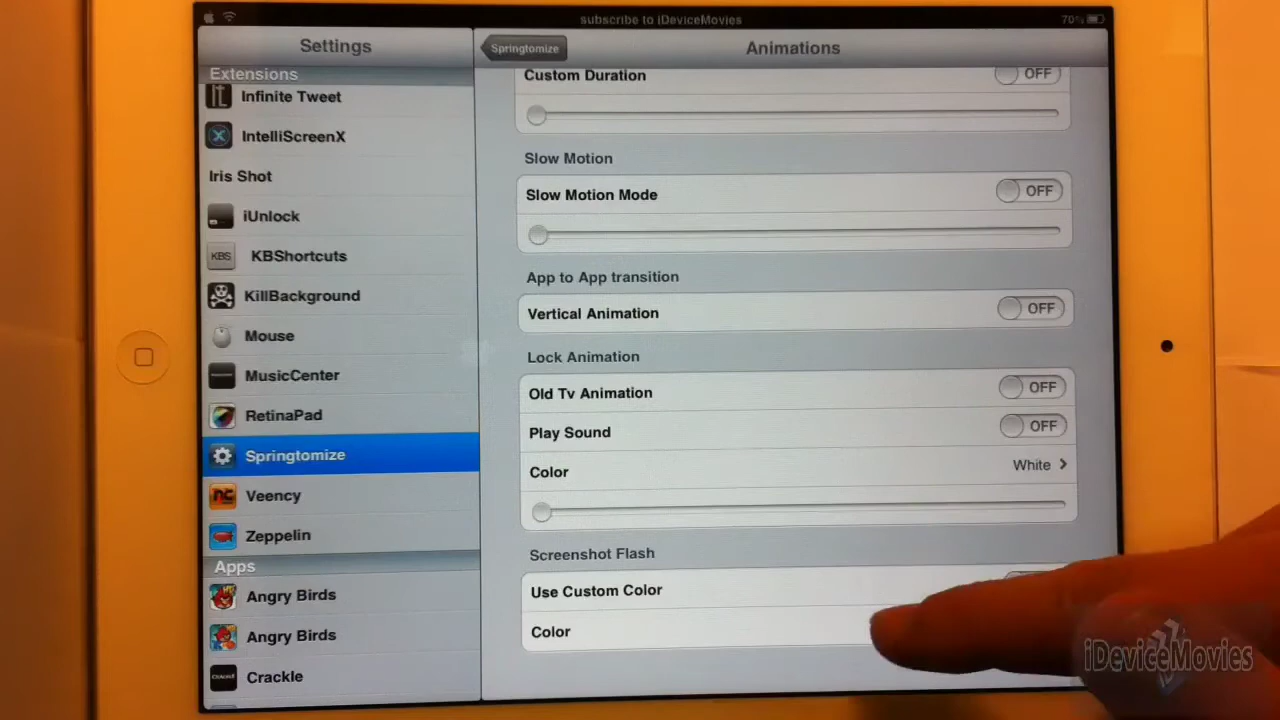 subscribe to iDeviceMovies
70%
Settings
Springtomize
Animations
Extensions
Infinite Tweet
IntelliScreenX
Iris Shot
iUnlock
KBS
KBShortcuts
KillBackground
Mouse
MusicCenter
RetinaPad
Springtomize
Veency
Zeppelin
Apps
Angry Birds
Angry Birds
CRACKLE
Crackle
Custom Duration
OFF
Slow Motion
Slow Motion Mode
OFF
App to App transition
Vertical Animation
OFF
Lock Animation
Old Tv Animation
OFF
Play Sound
OFF
Color
White
Screenshot Flash
Use Custom Color
Color
iDeviceMovies